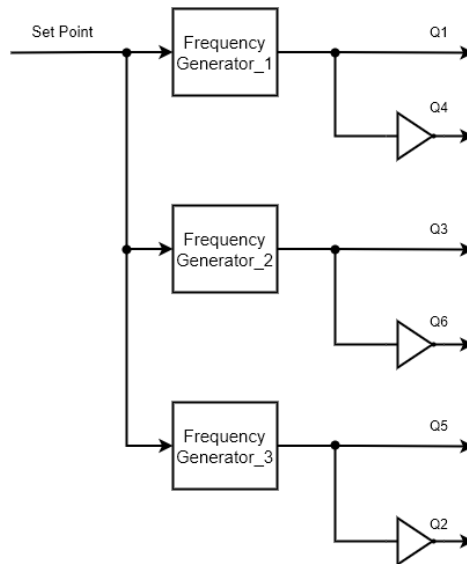 Set Point
Frequency
Generator_1
Q1
Q4
Frequency
Generator_2
Q3
Q6
Frequency
Generator_3
Q5
Q2